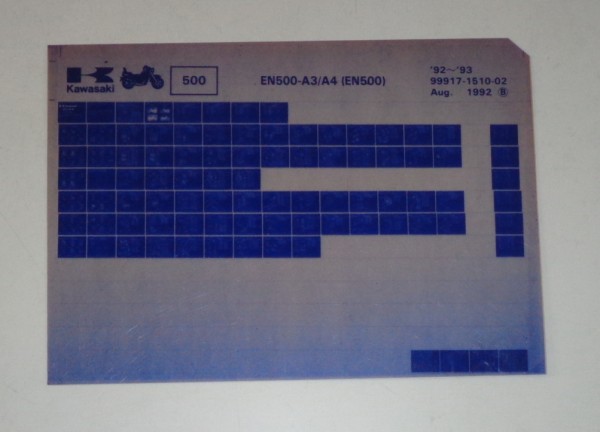 Kawasaki
500
EN500-A3/A4 (EN500)
'92~'93
99917-1510-02
Aug. 1992 Ⓑ